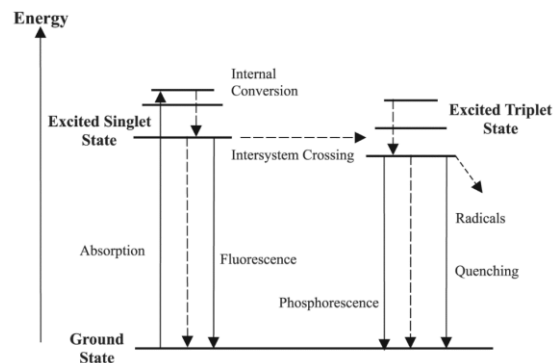 Energy
Internal
Conversion
Excited Singlet
State
Excited Triplet
State
Intersystem Crossing
Radicals
Absorption
Fluorescence
Quenching
Phosphorescence
Ground
State